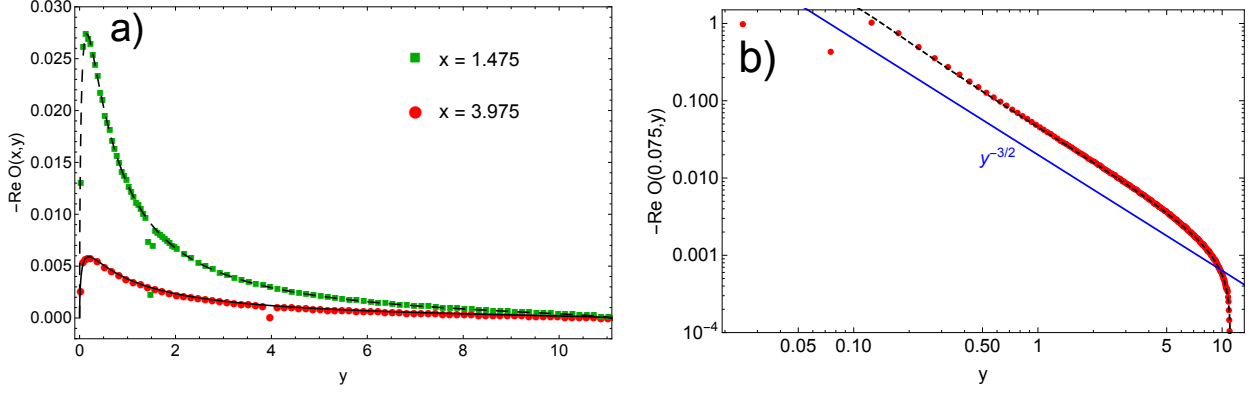 a)
x = 1.475
x = 3.975
-Re O(x,y)
0.030
0.025
0.020
0.015
0.010
0.005
0.000
0 2 4 6 8 10
y
b)
y^{-3/2}
-Re O(0.075,y)
1
0.100
0.010
0.001
10^{-4}
0.05 0.10 0.50 1 5 10
y